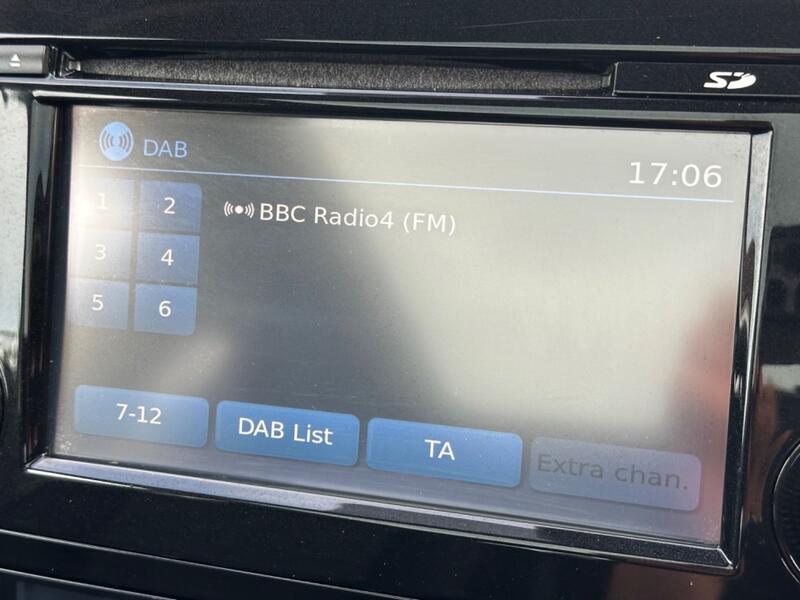 SD
DAB
17:06
1 2
BBC Radio4 (FM)
3 4
5 6
7-12 DAB List TA Extra chan.